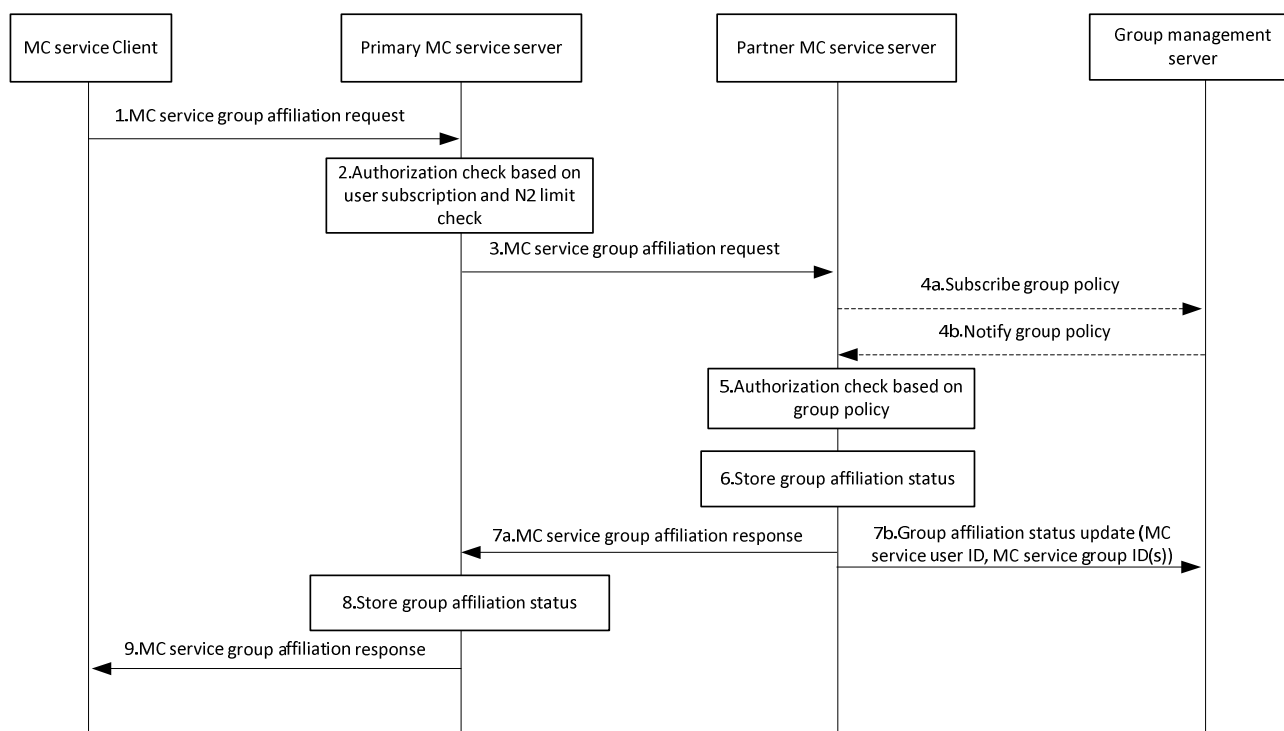 MC service Client
Primary MC service server
Partner MC service server
Group management
server
1.MC service group affiliation request
2.Authorization check based on
user subscription and N2 limit
check
3.MC service group affiliation request
4a.Subscribe group policy
4b.Notify group policy
5.Authorization check based on
group policy
6.Store group affiliation status
7a.MC service group affiliation response
7b.Group affiliation status update (MC
service user ID, MC service group ID(s))
8.Store group affiliation status
9.MC service group affiliation response